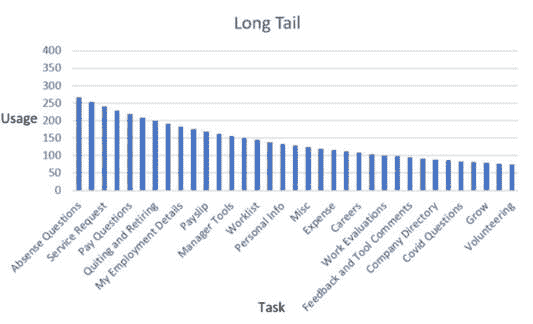 Long Tail
400
350
300
250
200
150
100
50
0
Usage
Absense Questions
Service Request
Pay Questions
Quiting and Retiring
My Employment Details
Payslip
Manager Tools
Worklist
Personal Info
Misc
Expense
Careers
Work Evaluations
Feedback and Tool Comments
Company Directory
Covid Questions
Grow
Volunteering
Task